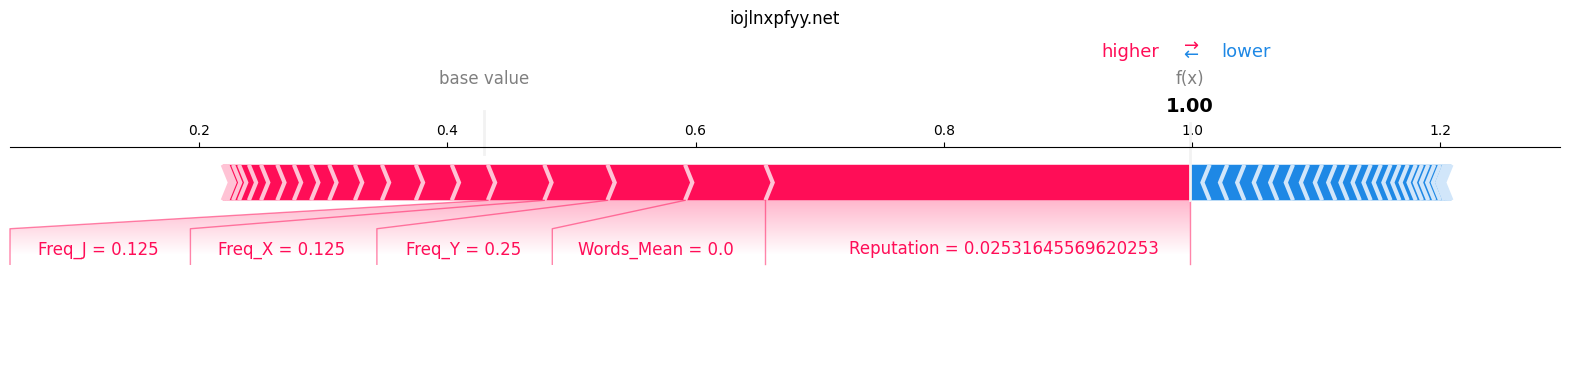 iojlnxpfyy.net
higher ⇄ lower
base value f(x)
1.00
0.2 0.4 0.6 0.8 1.0 1.2
Freq_J = 0.125 Freq_X = 0.125 Freq_Y = 0.25 Words_Mean = 0.0 Reputation = 0.02531645569620253